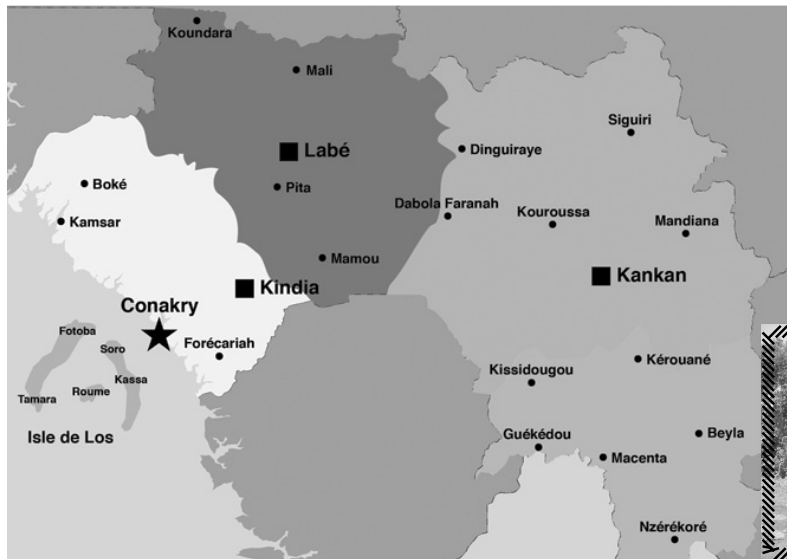 Koundara
Mali
Siguiri
Labé
Dinguiraye
Boké
Pita
Dabola Faranah
Kouroussa
Mandiana
Kamsar
Mamou
Kankan
Kindia
Conakry
Fotoba
Soro
Forécariah
Kérouané
Kissidougou
Kassa
Roume
Tamara
Isle de Los
Guékédou
Beyla
Macenta
Nzérékoré